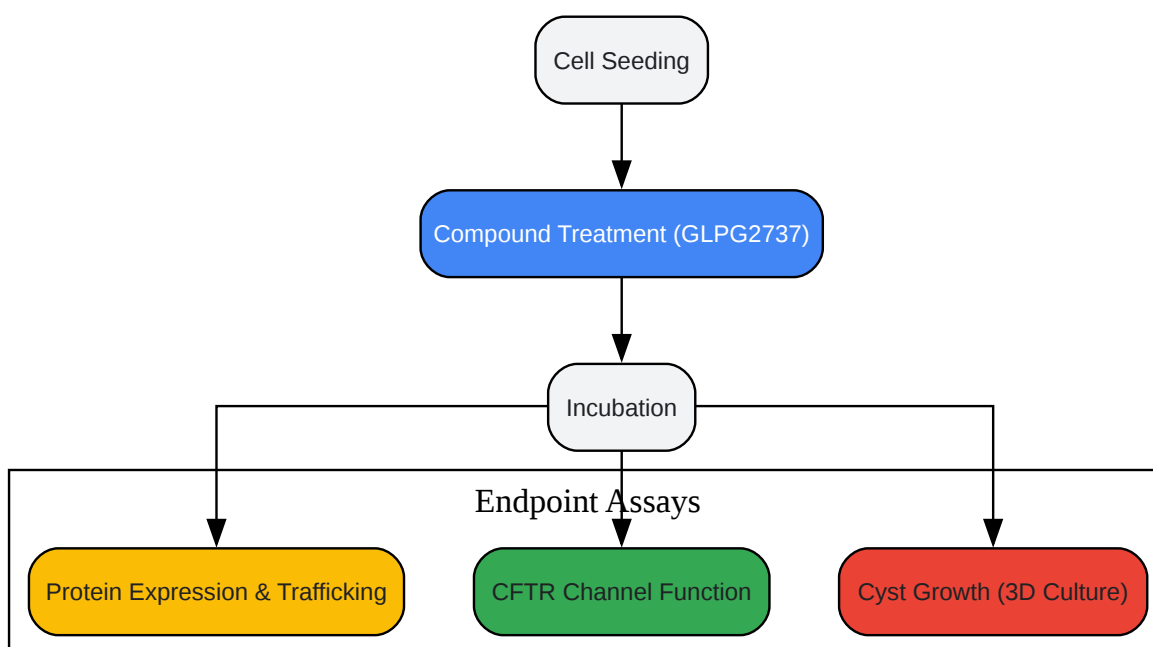 Cell Seeding
Compound Treatment (GLPG2737)
Incubation
Endpoint Assays
Protein Expression & Trafficking
CFTR Channel Function
Cyst Growth (3D Culture)